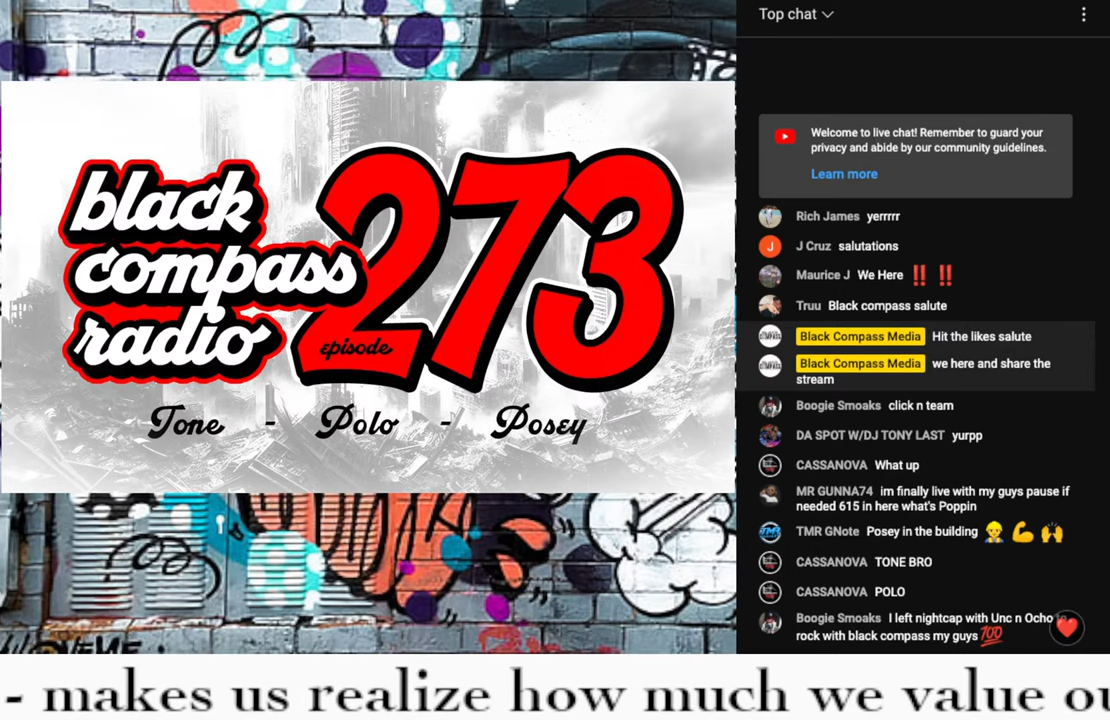 Top chat
Welcome to live chat! Remember to guard your
privacy and abide by our community guidelines.
Learn more
black
compass
radio
273
episode
Tone - Polo - Posey
Rich James yerrrrr
J Cruz salutations
J
Maurice J We Here ‼️ ‼️
Truu Black compass salute
Black Compass Media Hit the likes salute
Black Compass Media we here and share the
stream
Boogie Smoaks click n team
DA SPOT W/DJ TONY LAST yurpp
CASSANOVA What up
MR GUNNA74 im finally live with my guys pause if
needed 615 in here what's Poppin
TMR GNote Posey in the building 👷 💪 🙌
CASSANOVA TONE BRO
CASSANOVA POLO
Boogie Smoaks I left nightcap with Unc n Ocho
rock with black compass my guys 💯
- makes us realize how much we value ou